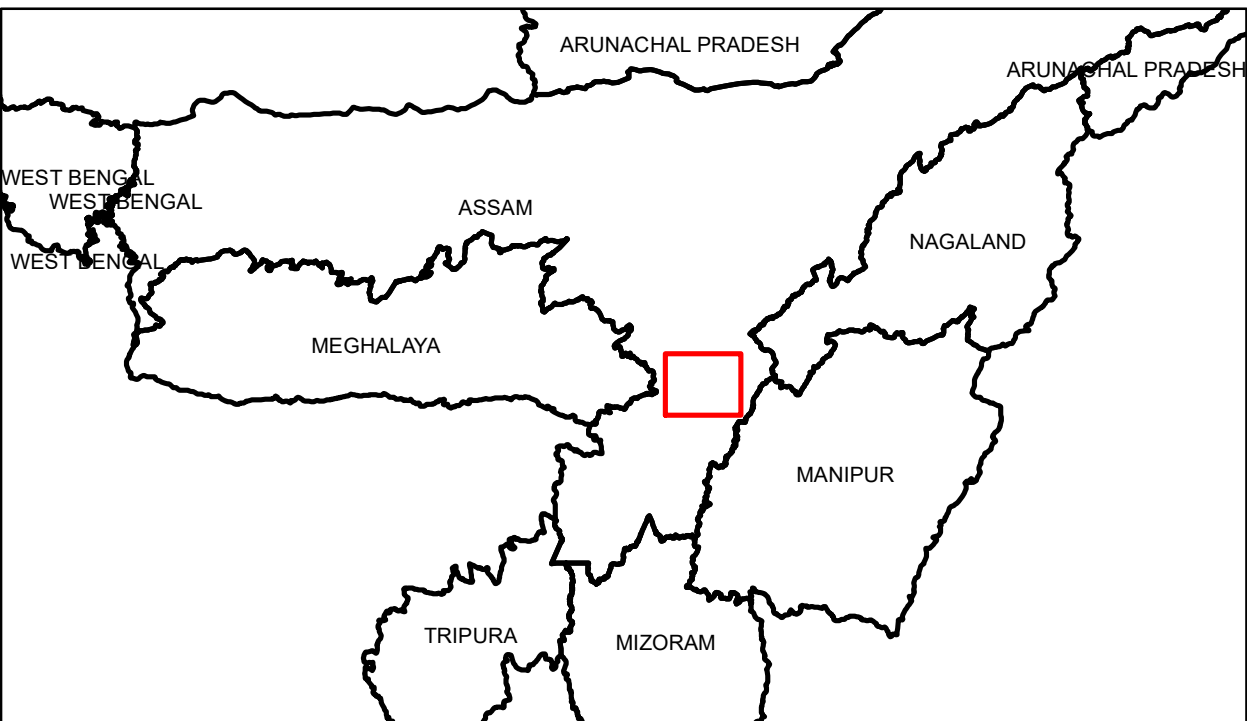 ARUNACHAL PRADESH
ARUNACHAL PRADESH
WEST BENGAL
WEST BENGAL
ASSAM
NAGALAND
WEST BENGAL
MEGHALAYA
MANIPUR
TRIPURA
MIZORAM